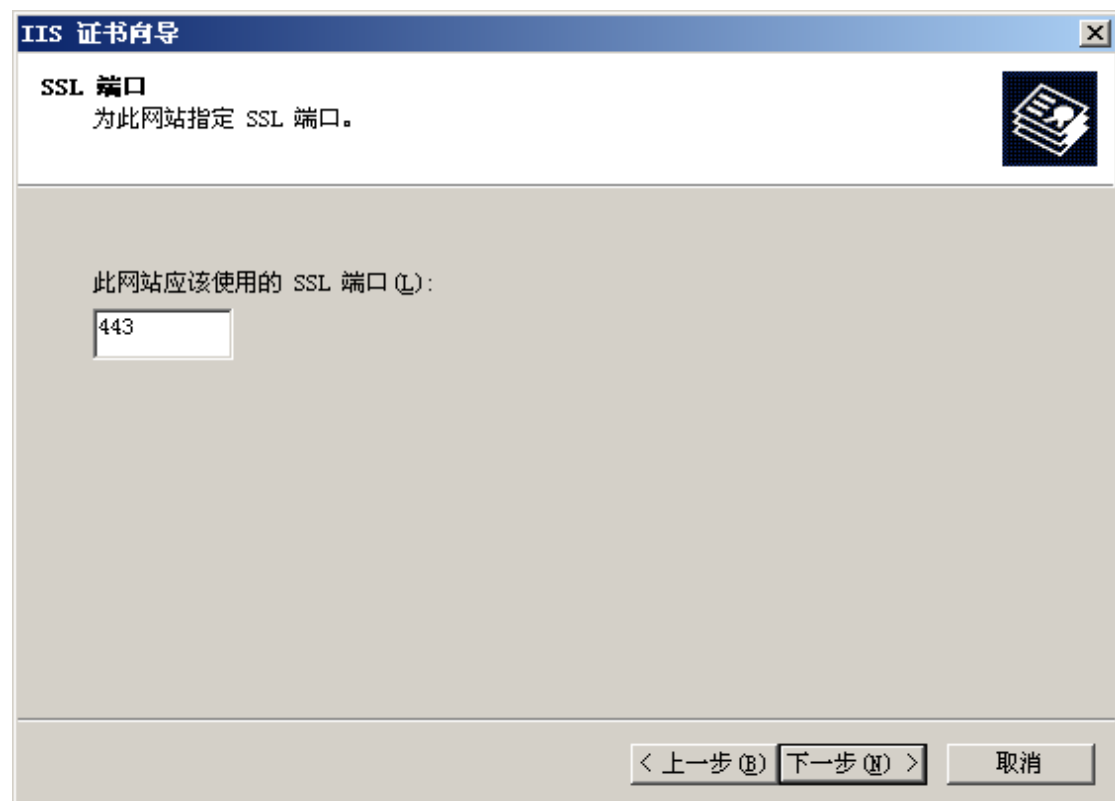 IIS 证书向导
SSL 端口
为此网站指定 SSL 端口。
此网站应该使用的 SSL 端口(L):
443
< 上一步(B) 下一步(N) > 取消